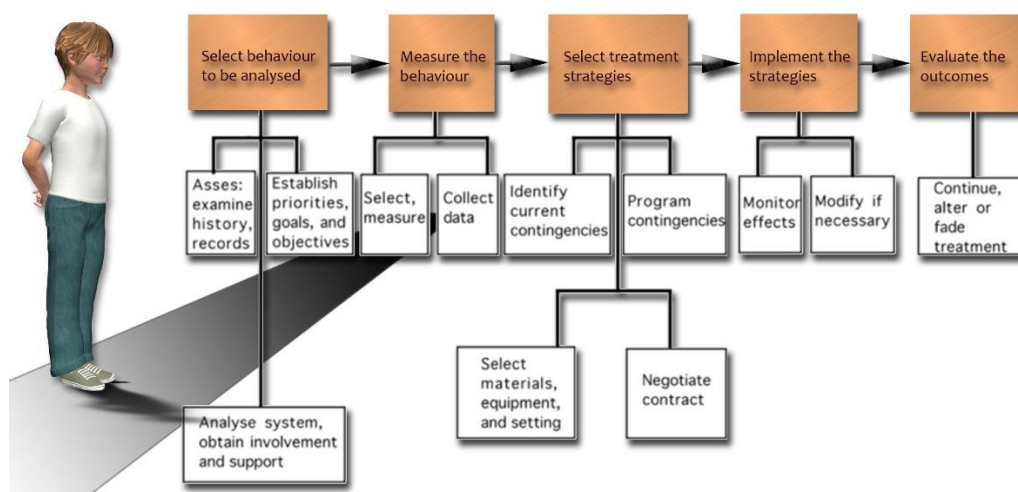 Select behaviour
to be analysed
Measure the
behaviour
Select treatment
strategies
Implement the
strategies
Evaluate the
outcomes
Asses:
examine
history,
records,
Establish
priorities,
goals, and
objectives
Select,
measure
Collect
data
Identify
current
contingencies
Program
contingencies
Monitor
effects
Modify if
necessary
Continue,
alter or
fade
treatment
Select
materials,
equipment,
and setting
Negotiate
contract
Analyse system,
obtain involvement
and support